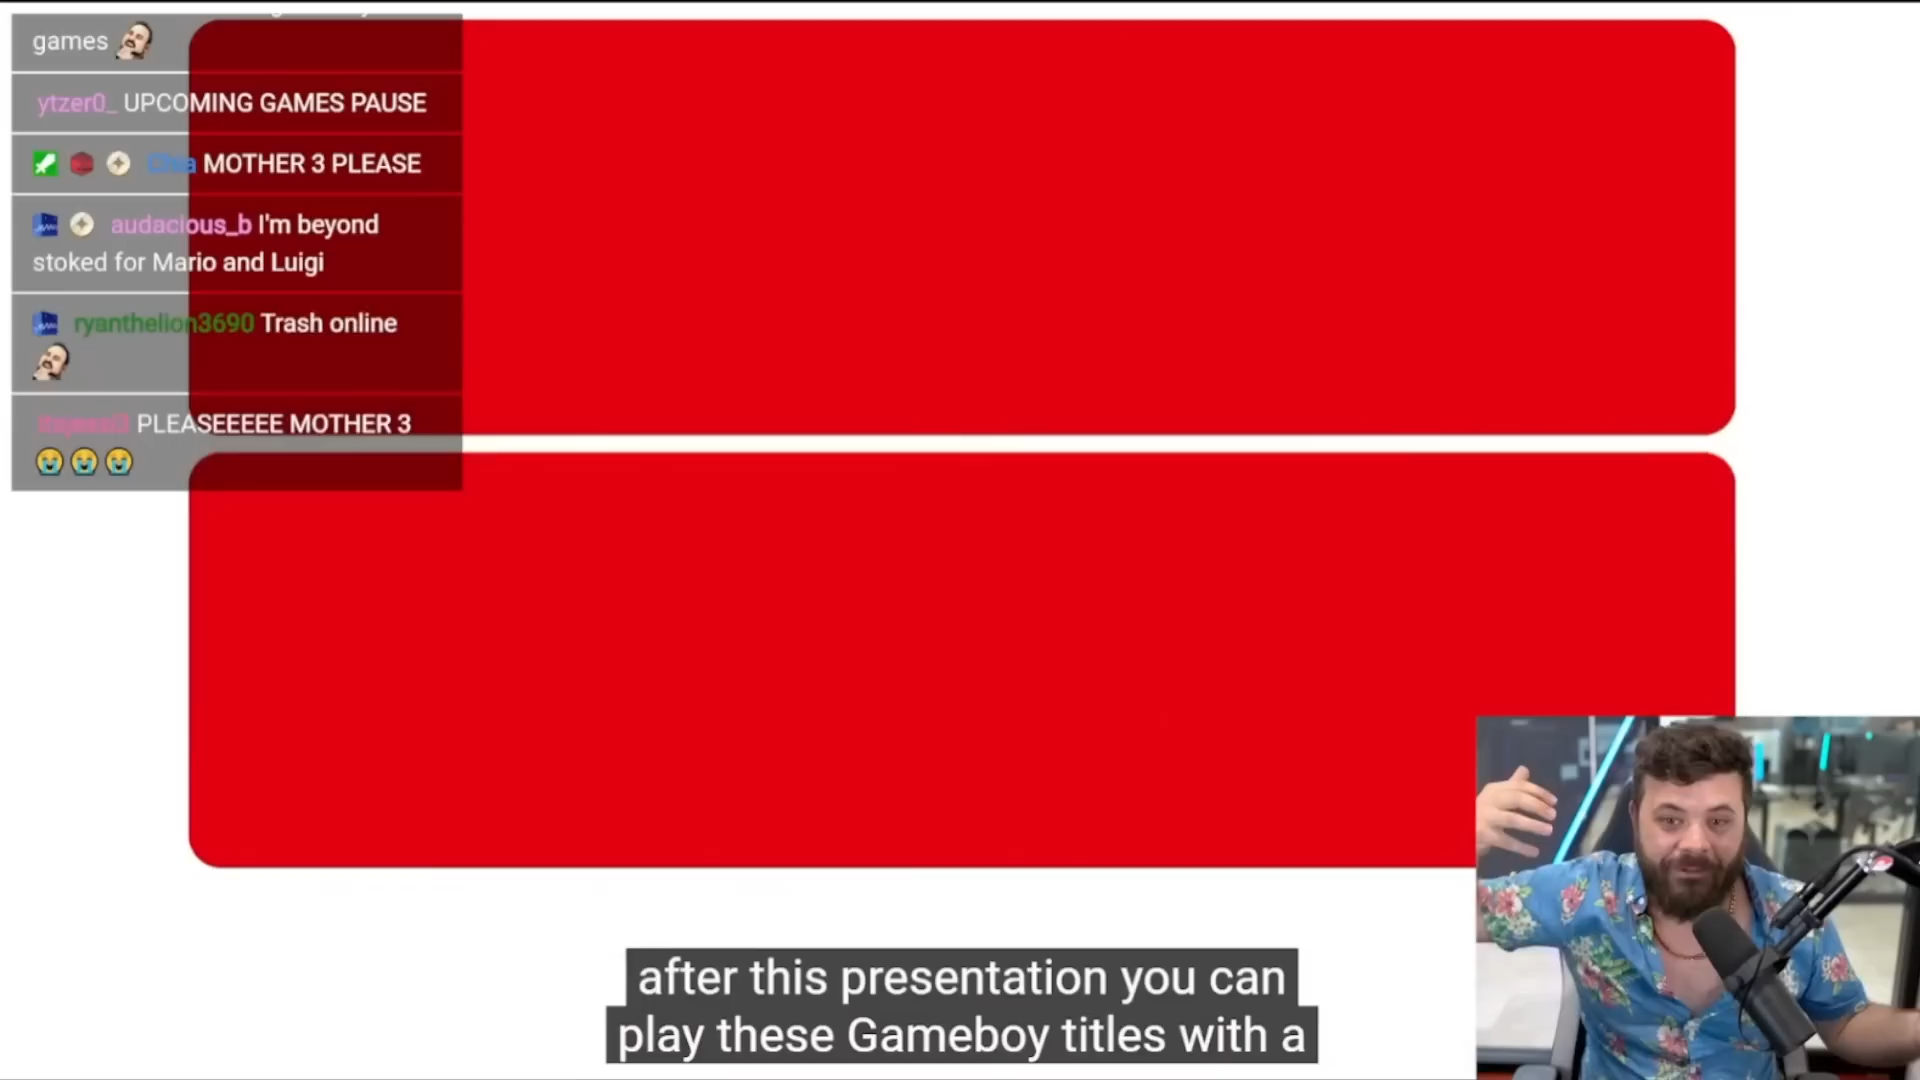 games
ytzer0_ UPCOMING GAMES PAUSE
Chia MOTHER 3 PLEASE
audacious_b I'm beyond
stoked for Mario and Luigi
ryanthelion3690 Trash online
PLEASEEEEE MOTHER 3
after this presentation you can
play these Gameboy titles with a